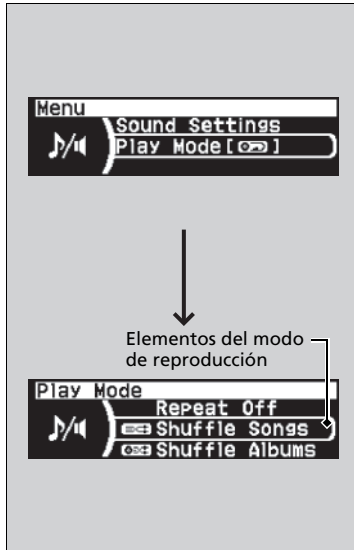 Menu
Sound Settings
Play Mode[ ]
Elementos del modo
de reproducción
Play Mode
Repeat Off
Shuffle Songs
Shuffle Albums